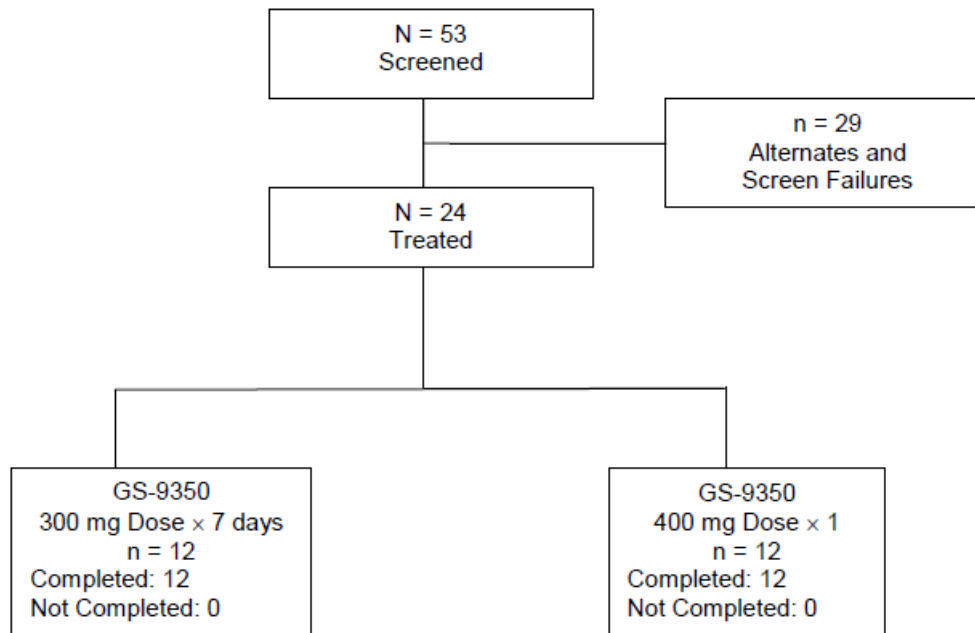 N = 53
Screened
n = 29
Alternates and
Screen Failures
N = 24
Treated
GS-9350
300 mg Dose × 7 days
n = 12
Completed: 12
Not Completed: 0
GS-9350
400 mg Dose × 1
n = 12
Completed: 12
Not Completed: 0